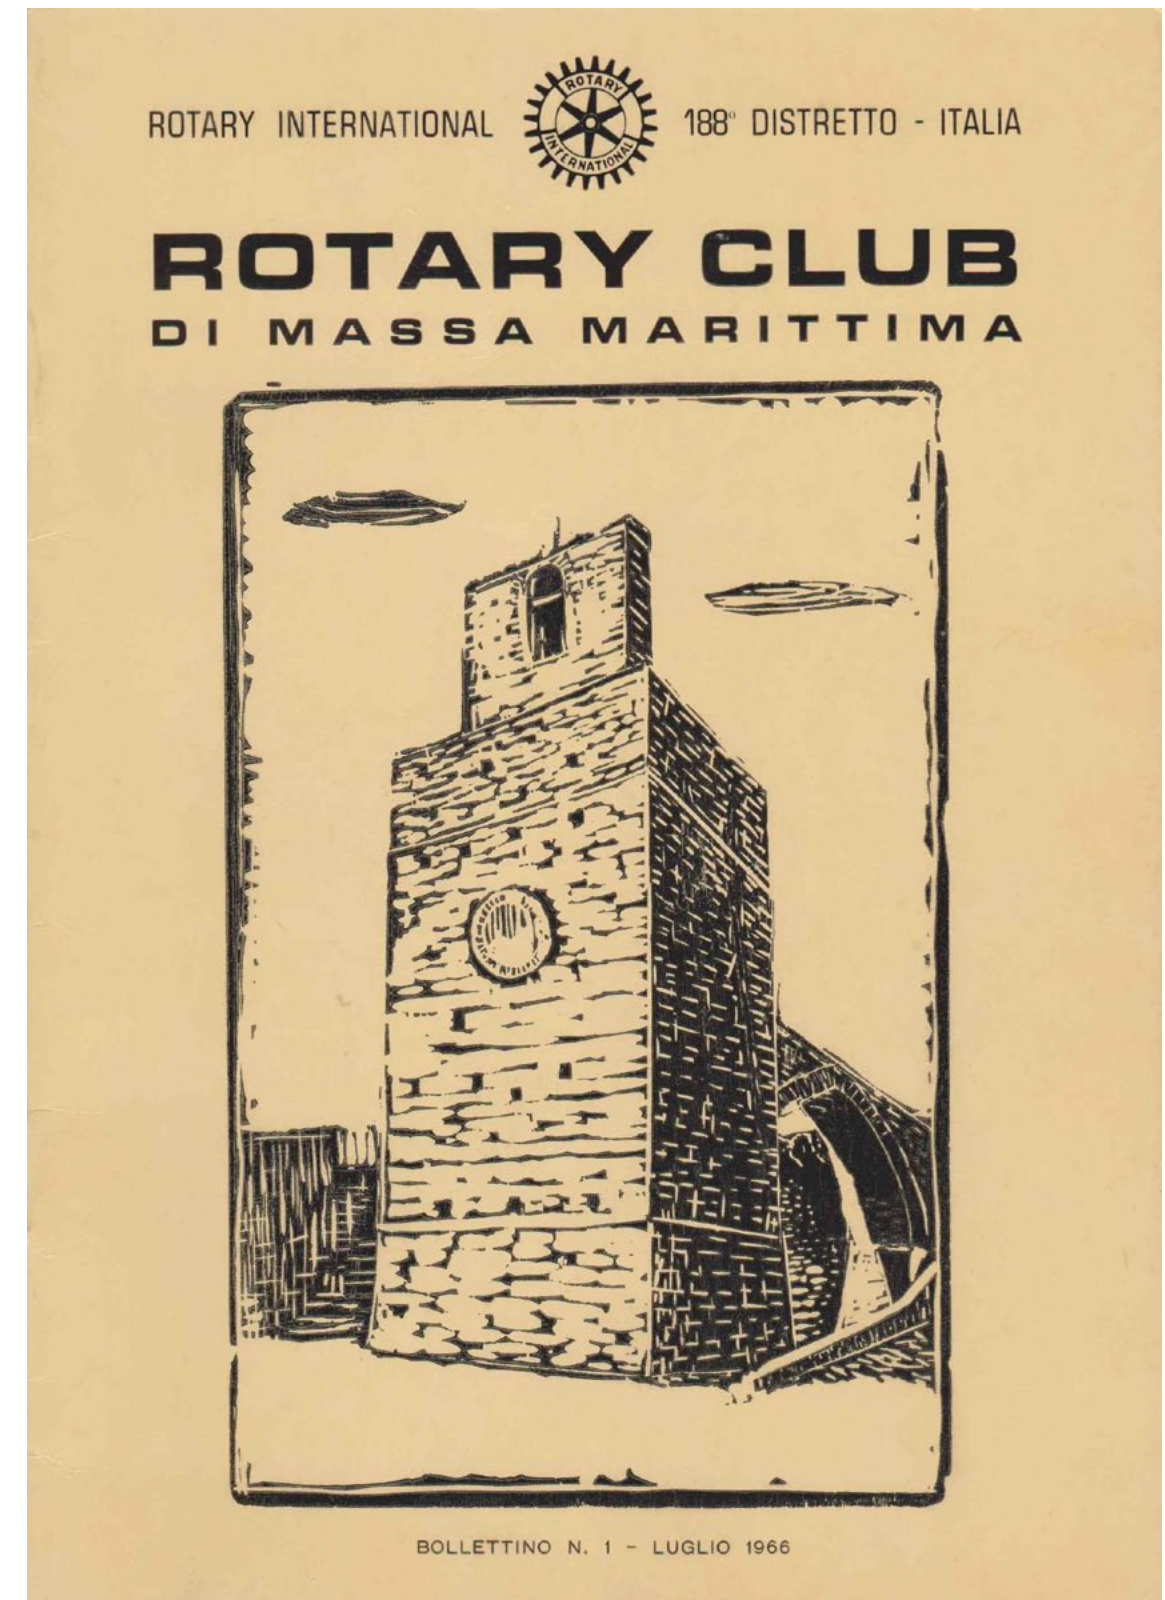 ROTARY INTERNATIONAL
ROTARY
INTERNATIONAL
188° DISTRETTO - ITALIA
ROTARY CLUB
DI MASSA MARITTIMA
BOLLETTINO N. 1 - LUGLIO 1966